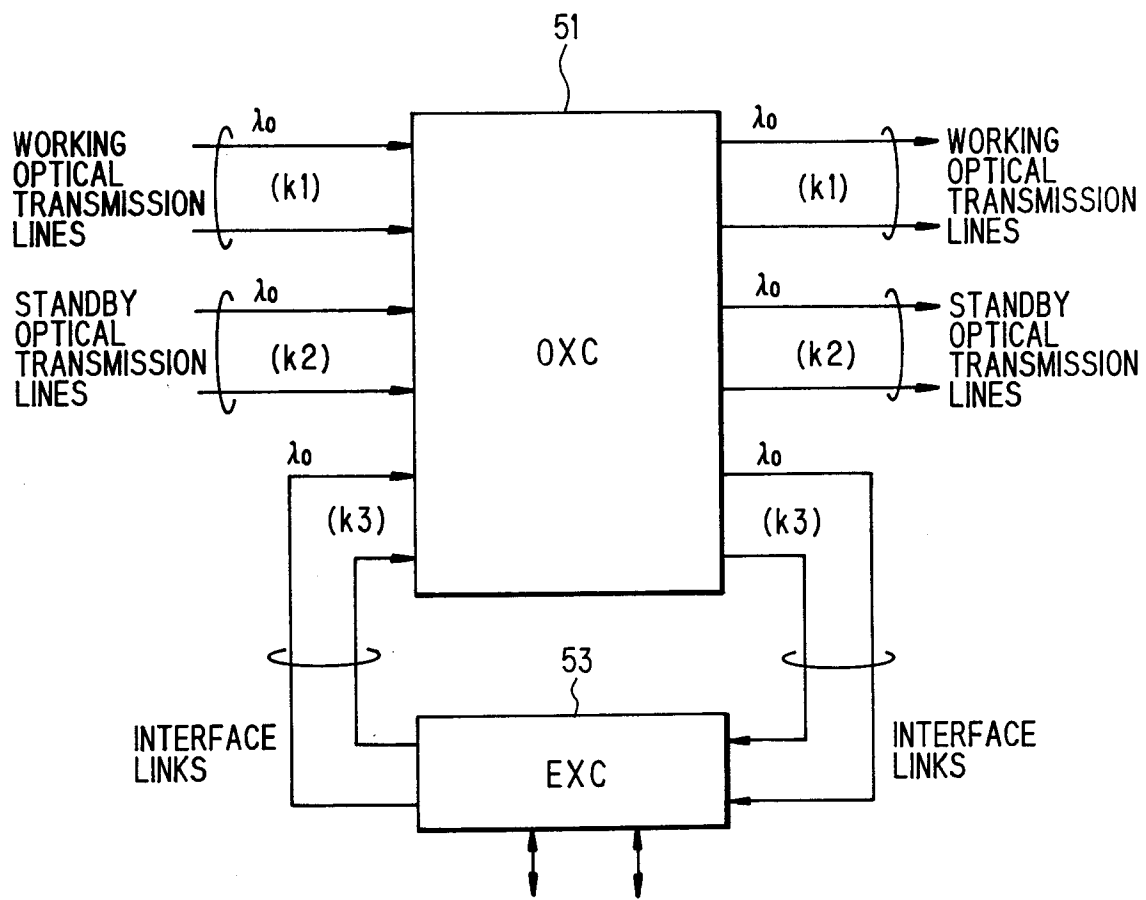 51
λ0
WORKING
OPTICAL
TRANSMISSION
LINES
(k1)
λ0
(k1)
WORKING
OPTICAL
TRANSMISSION
LINES
STANDBY
OPTICAL
TRANSMISSION
LINES
λ0
(k2)
OXC
λ0
(k2)
STANDBY
OPTICAL
TRANSMISSION
LINES
λ0
(k3)
λ0
(k3)
53
INTERFACE
LINKS
EXC
INTERFACE
LINKS